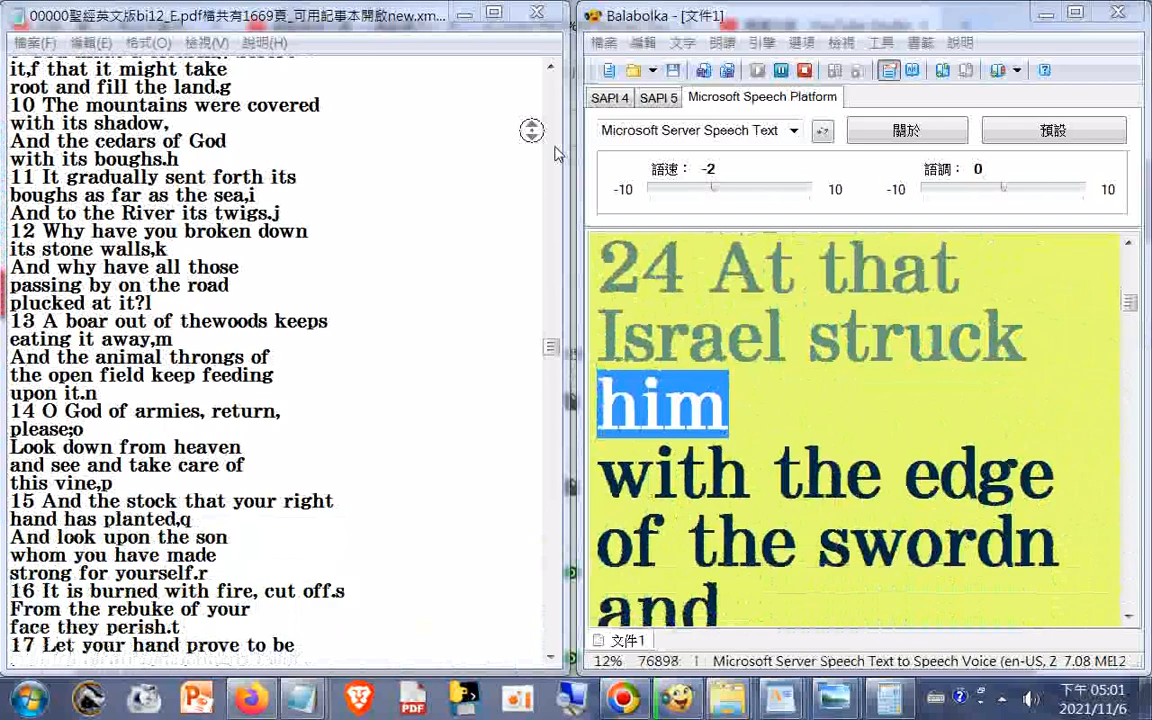 00000聖經英文版bi12_E.pdf檔共有1669頁_可用記事本開啟new.xm...
檔案(F) 編輯(E) 格式(O) 檢視(V) 說明(H)
it,f that it might take
root and fill the land.g
10 The mountains were covered
with its shadow,
And the cedars of God
with its boughs.h
11 It gradually sent forth its
boughs as far as the sea,i
And to the River its twigs.j
12 Why have you broken down
its stone walls,k
And why have all those
passing by on the road
plucked at it?l
13 A boar out of thewoods keeps
eating it away,m
And the animal throngs of
the open field keep feeding
upon it.n
14 O God of armies, return,
please;o
Look down from heaven
and see and take care of
this vine,p
15 And the stock that your right
hand has planted,q
And look upon the son
whom you have made
strong for yourself.r
16 It is burned with fire, cut off.s
From the rebuke of your
face they perish.t
17 Let your hand prove to be
Balabolka - [文件1]
檔案 編輯 文字 朗讀 引擎 選項 檢視 工具 書籤 說明
SAPI 4 SAPI 5 Microsoft Speech Platform
Microsoft Server Speech Text 關於 預設
語速： -2 語調： 0
-10 10 -10 10
24 At that
Israel struck
him
with the edge
of the swordn
and
文件1
12% 76898 Microsoft Server Speech Text to Speech Voice (en-US, Z 7.08 ME12
PDF
下午 05:01
2021/11/6